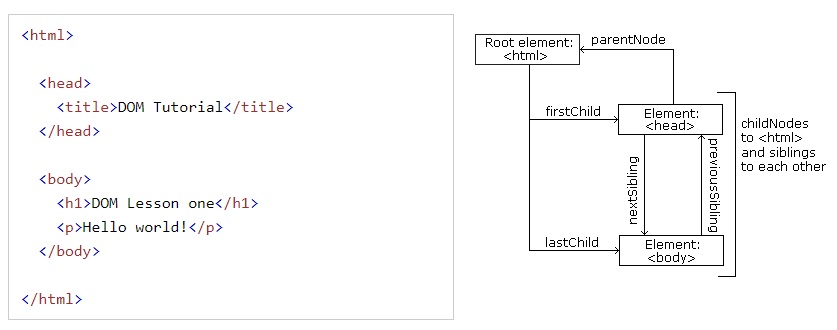 <html>
<head>
<title>DOM Tutorial</title>
</head>
<body>
<h1>DOM Lesson one</h1>
<p>Hello world!</p>
</body>
</html>
Root element:
<html>
parentNode
firstChild
Element:
<head>
childNodes
to <html>
and siblings
to each other
nextSibling
previousSibling
lastChild
Element:
<body>